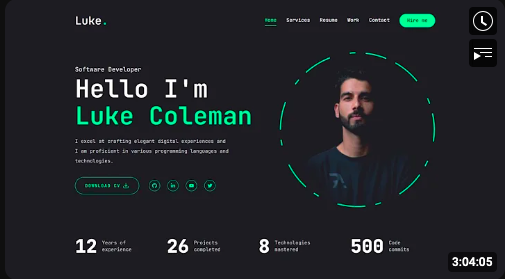 Luke.
Home Services Resume Work Contact Hire me
Software Developer
Hello I'm
Luke Coleman
I excel at crafting elegant digital experiences and
I am proficient in various programming languages and
technologies.
DOWNLOAD CV
12 Years of experience
26 Projects completed
8 Technologies mastered
500 Code commits
3:04:05